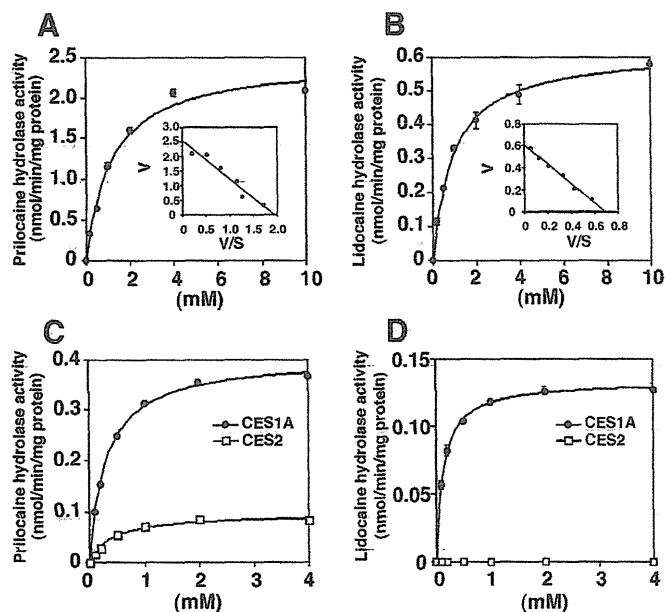 A
Prilocaine hydrolase activity
(nmol/min/mg protein)
2.5
2.0
1.5
1.0
0.5
0
0 2 4 6 8 10
(mM)
V
3.0
2.5
2.0
1.5
1.0
0.5
0
0 0.5 1.0 1.5 2.0
V/S
B
Lidocaine hydrolase activity
(nmol/min/mg protein)
0.6
0.5
0.4
0.3
0.2
0.1
0
0 2 4 6 8 10
(mM)
V
0.8
0.6
0.4
0.2
0
0 0.2 0.4 0.6 0.8
V/S
C
Prilocaine hydrolase activity
(nmol/min/mg protein)
0.4
0.3
0.2
0.1
0
0 1 2 3 4
(mM)
CES1A
CES2
D
Lidocaine hydrolase activity
(nmol/min/mg protein)
0.15
0.10
0.05
0
0 1 2 3 4
(mM)
CES1A
CES2